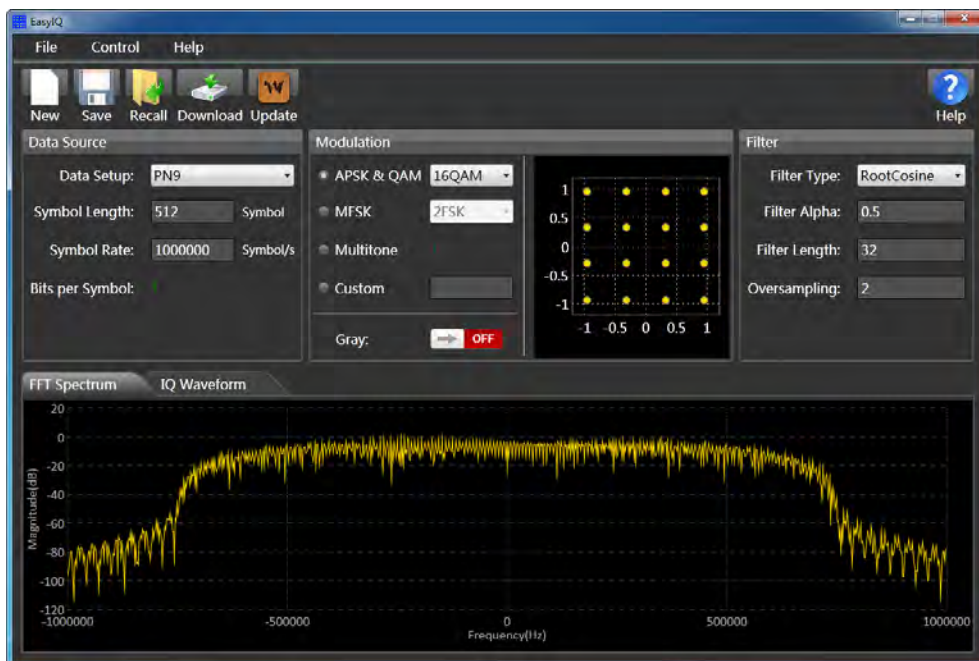 EasyIQ
File Control Help
New Save Recall Download Update Help
Data Source
Data Setup: PN9
Symbol Length: 512 Symbol
Symbol Rate: 1000000 Symbol/s
Bits per Symbol:
Modulation
APSK & QAM 16QAM
MFSK 2FSK
Multitone
Custom
Gray: OFF
1
0.5
0
-0.5
-1
-1 -0.5 0 0.5 1
Filter
Filter Type: RootCosine
Filter Alpha: 0.5
Filter Length: 32
Oversampling: 2
FFT Spectrum IQ Waveform
Magnitude(dB)
20
0
-20
-40
-60
-80
-100
-120
-1000000 -500000 0 500000 1000000
Frequency(Hz)